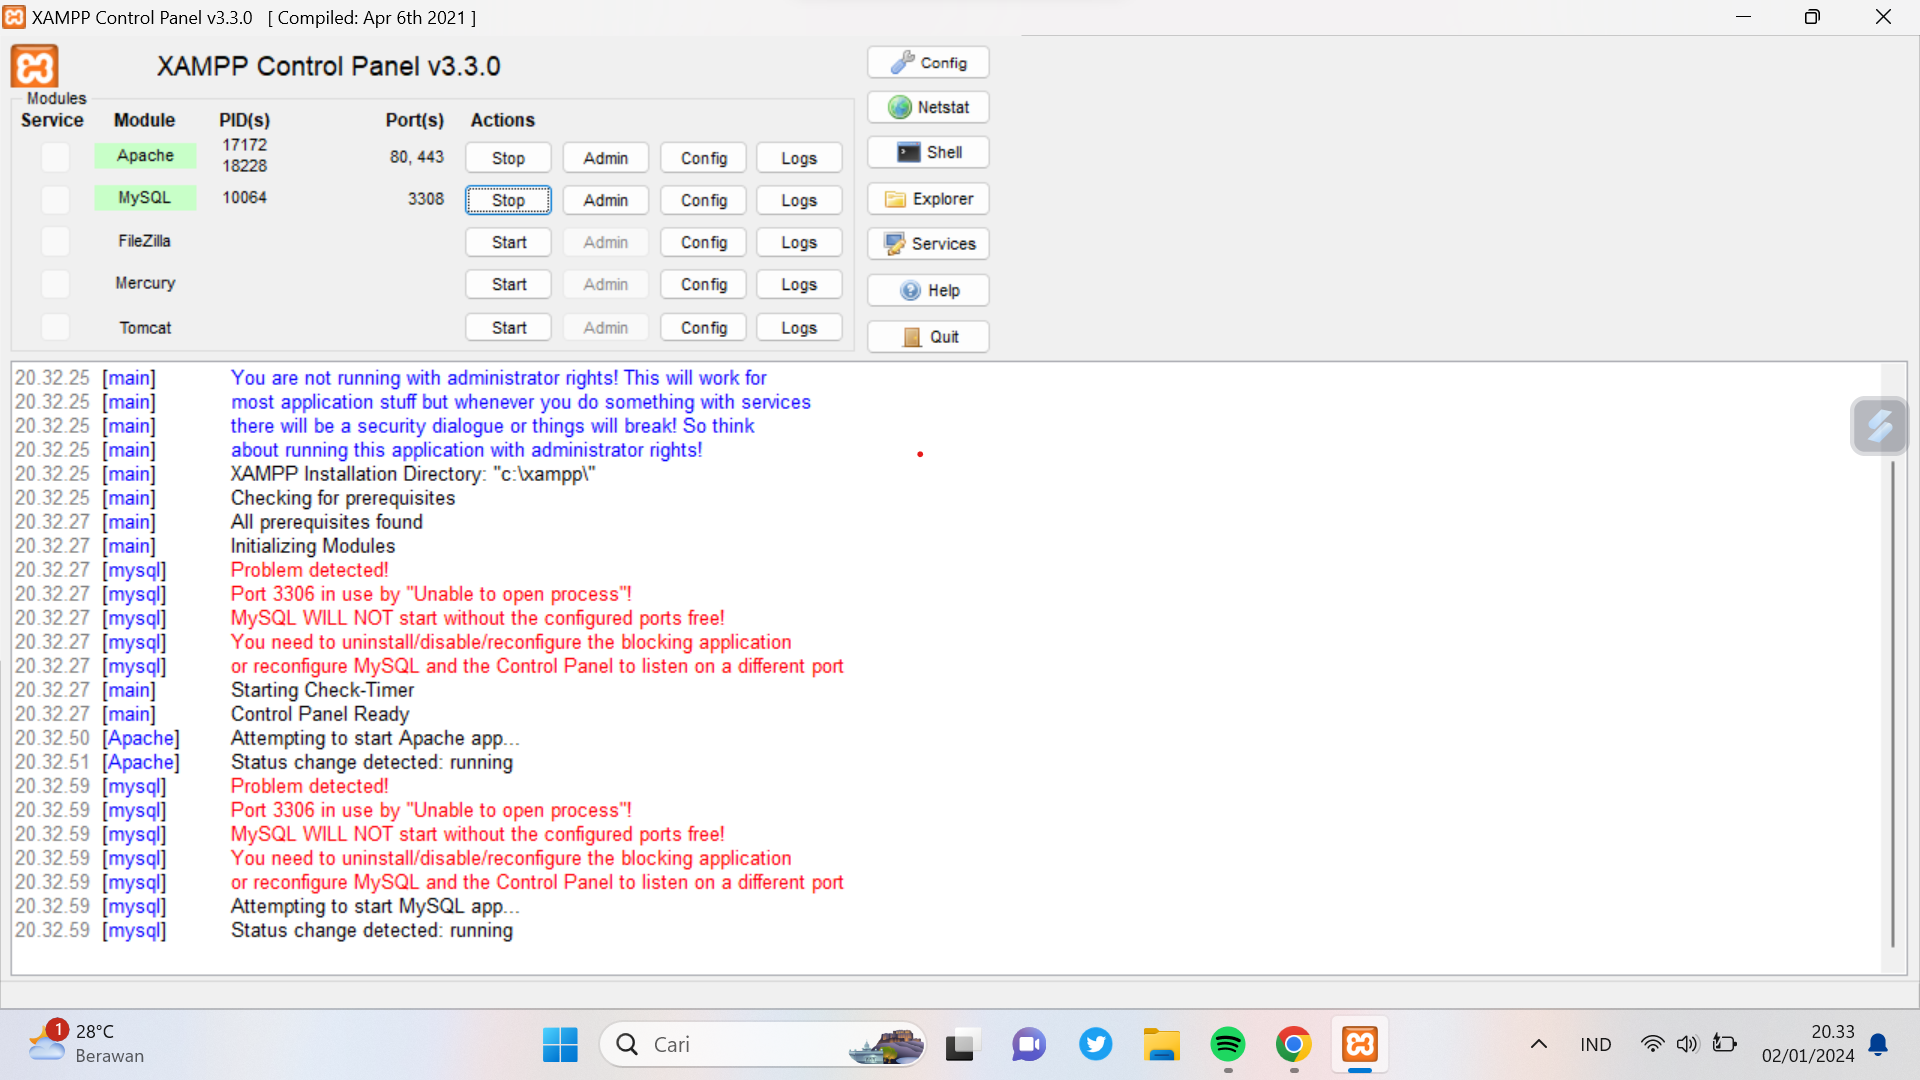 XAMPP Control Panel v3.3.0 [ Compiled: Apr 6th 2021 ]
XAMPP Control Panel v3.3.0
Config
Modules
Service Module PID(s) Port(s) Actions
Netstat
Apache 17172 18228 80, 443 Stop Admin Config Logs
Shell
MySQL 10064 3308 Stop Admin Config Logs
Explorer
FileZilla Start Admin Config Logs
Services
Mercury Start Admin Config Logs
Help
Tomcat Start Admin Config Logs
Quit
20.32.25 [main] You are not running with administrator rights! This will work for
20.32.25 [main] most application stuff but whenever you do something with services
20.32.25 [main] there will be a security dialogue or things will break! So think
20.32.25 [main] about running this application with administrator rights!
20.32.25 [main] XAMPP Installation Directory: "c:\xampp\"
20.32.25 [main] Checking for prerequisites
20.32.27 [main] All prerequisites found
20.32.27 [main] Initializing Modules
20.32.27 [mysql] Problem detected!
20.32.27 [mysql] Port 3306 in use by "Unable to open process"!
20.32.27 [mysql] MySQL WILL NOT start without the configured ports free!
20.32.27 [mysql] You need to uninstall/disable/reconfigure the blocking application
20.32.27 [mysql] or reconfigure MySQL and the Control Panel to listen on a different port
20.32.27 [main] Starting Check-Timer
20.32.27 [main] Control Panel Ready
20.32.50 [Apache] Attempting to start Apache app...
20.32.51 [Apache] Status change detected: running
20.32.59 [mysql] Problem detected!
20.32.59 [mysql] Port 3306 in use by "Unable to open process"!
20.32.59 [mysql] MySQL WILL NOT start without the configured ports free!
20.32.59 [mysql] You need to uninstall/disable/reconfigure the blocking application
20.32.59 [mysql] or reconfigure MySQL and the Control Panel to listen on a different port
20.32.59 [mysql] Attempting to start MySQL app...
20.32.59 [mysql] Status change detected: running
1
28°C
Berawan
Cari
IND
20.33
02/01/2024